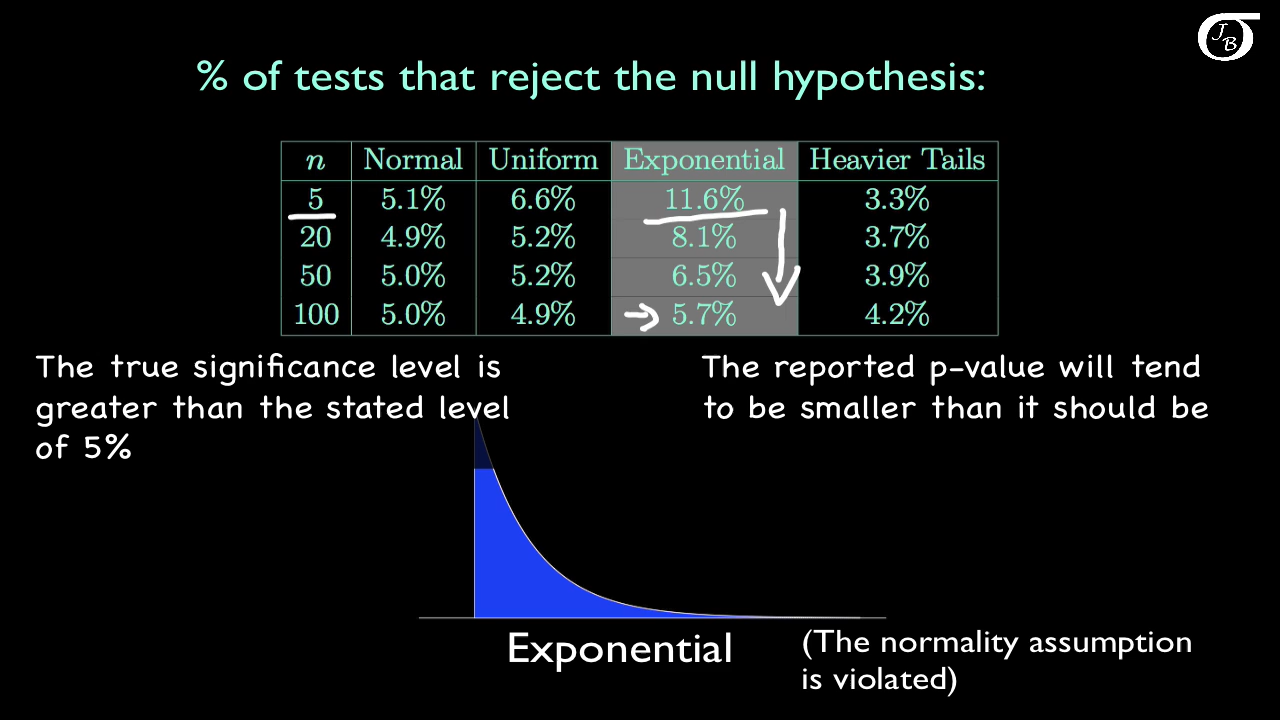 JB
% of tests that reject the null hypothesis:
n Normal Uniform Exponential Heavier Tails
5 5.1% 6.6% 11.6% 3.3%
20 4.9% 5.2% 8.1% 3.7%
50 5.0% 5.2% 6.5% 3.9%
100 5.0% 4.9% 5.7% 4.2%
The true significance level is
greater than the stated level
of 5%
The reported p-value will tend
to be smaller than it should be
Exponential
(The normality assumption
is violated)